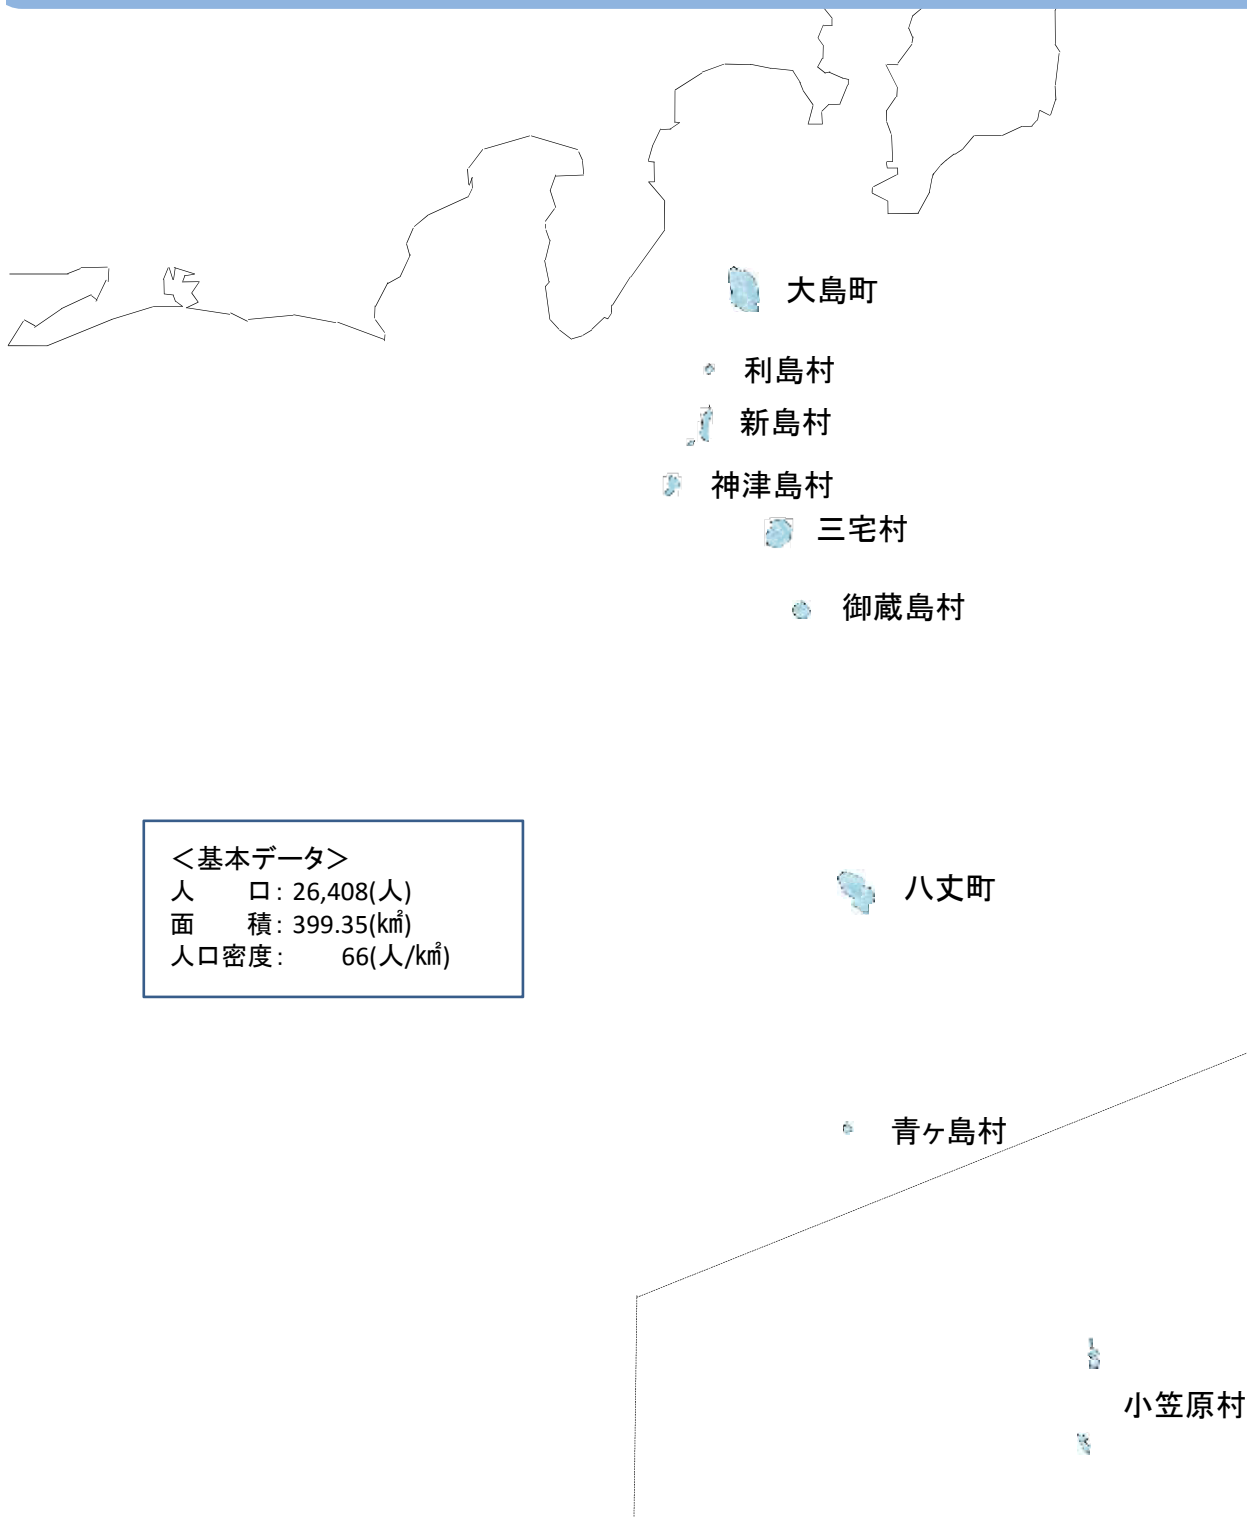 大島町
利島村
新島村
神津島村
三宅村
御蔵島村
＜基本データ＞
人　　口： 26,408(人)
面　　積： 399.35(㎢)
人口密度：　　66(人/㎢)
八丈町
青ヶ島村
小笠原村